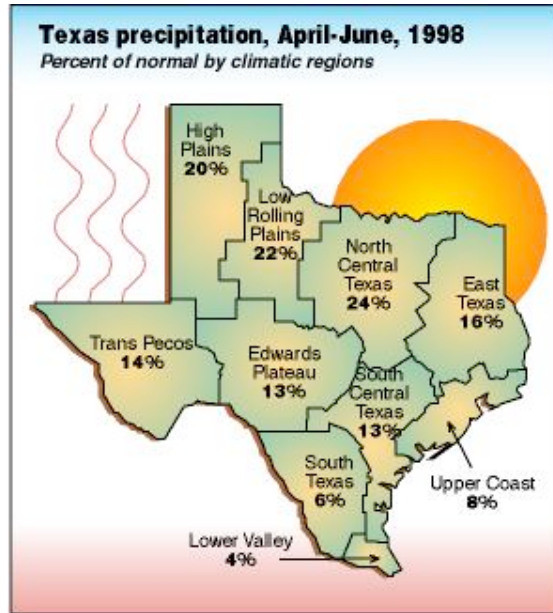 Texas precipitation, April-June, 1998
Percent of normal by climatic regions
High
Plains
20%
Low
Rolling
Plains
22%
North
Central
Texas
24%
East
Texas
16%
Trans Pecos
14%
Edwards
Plateau
13%
South
Central
Texas
13%
South
Texas
6%
Upper Coast
8%
Lower Valley
4%